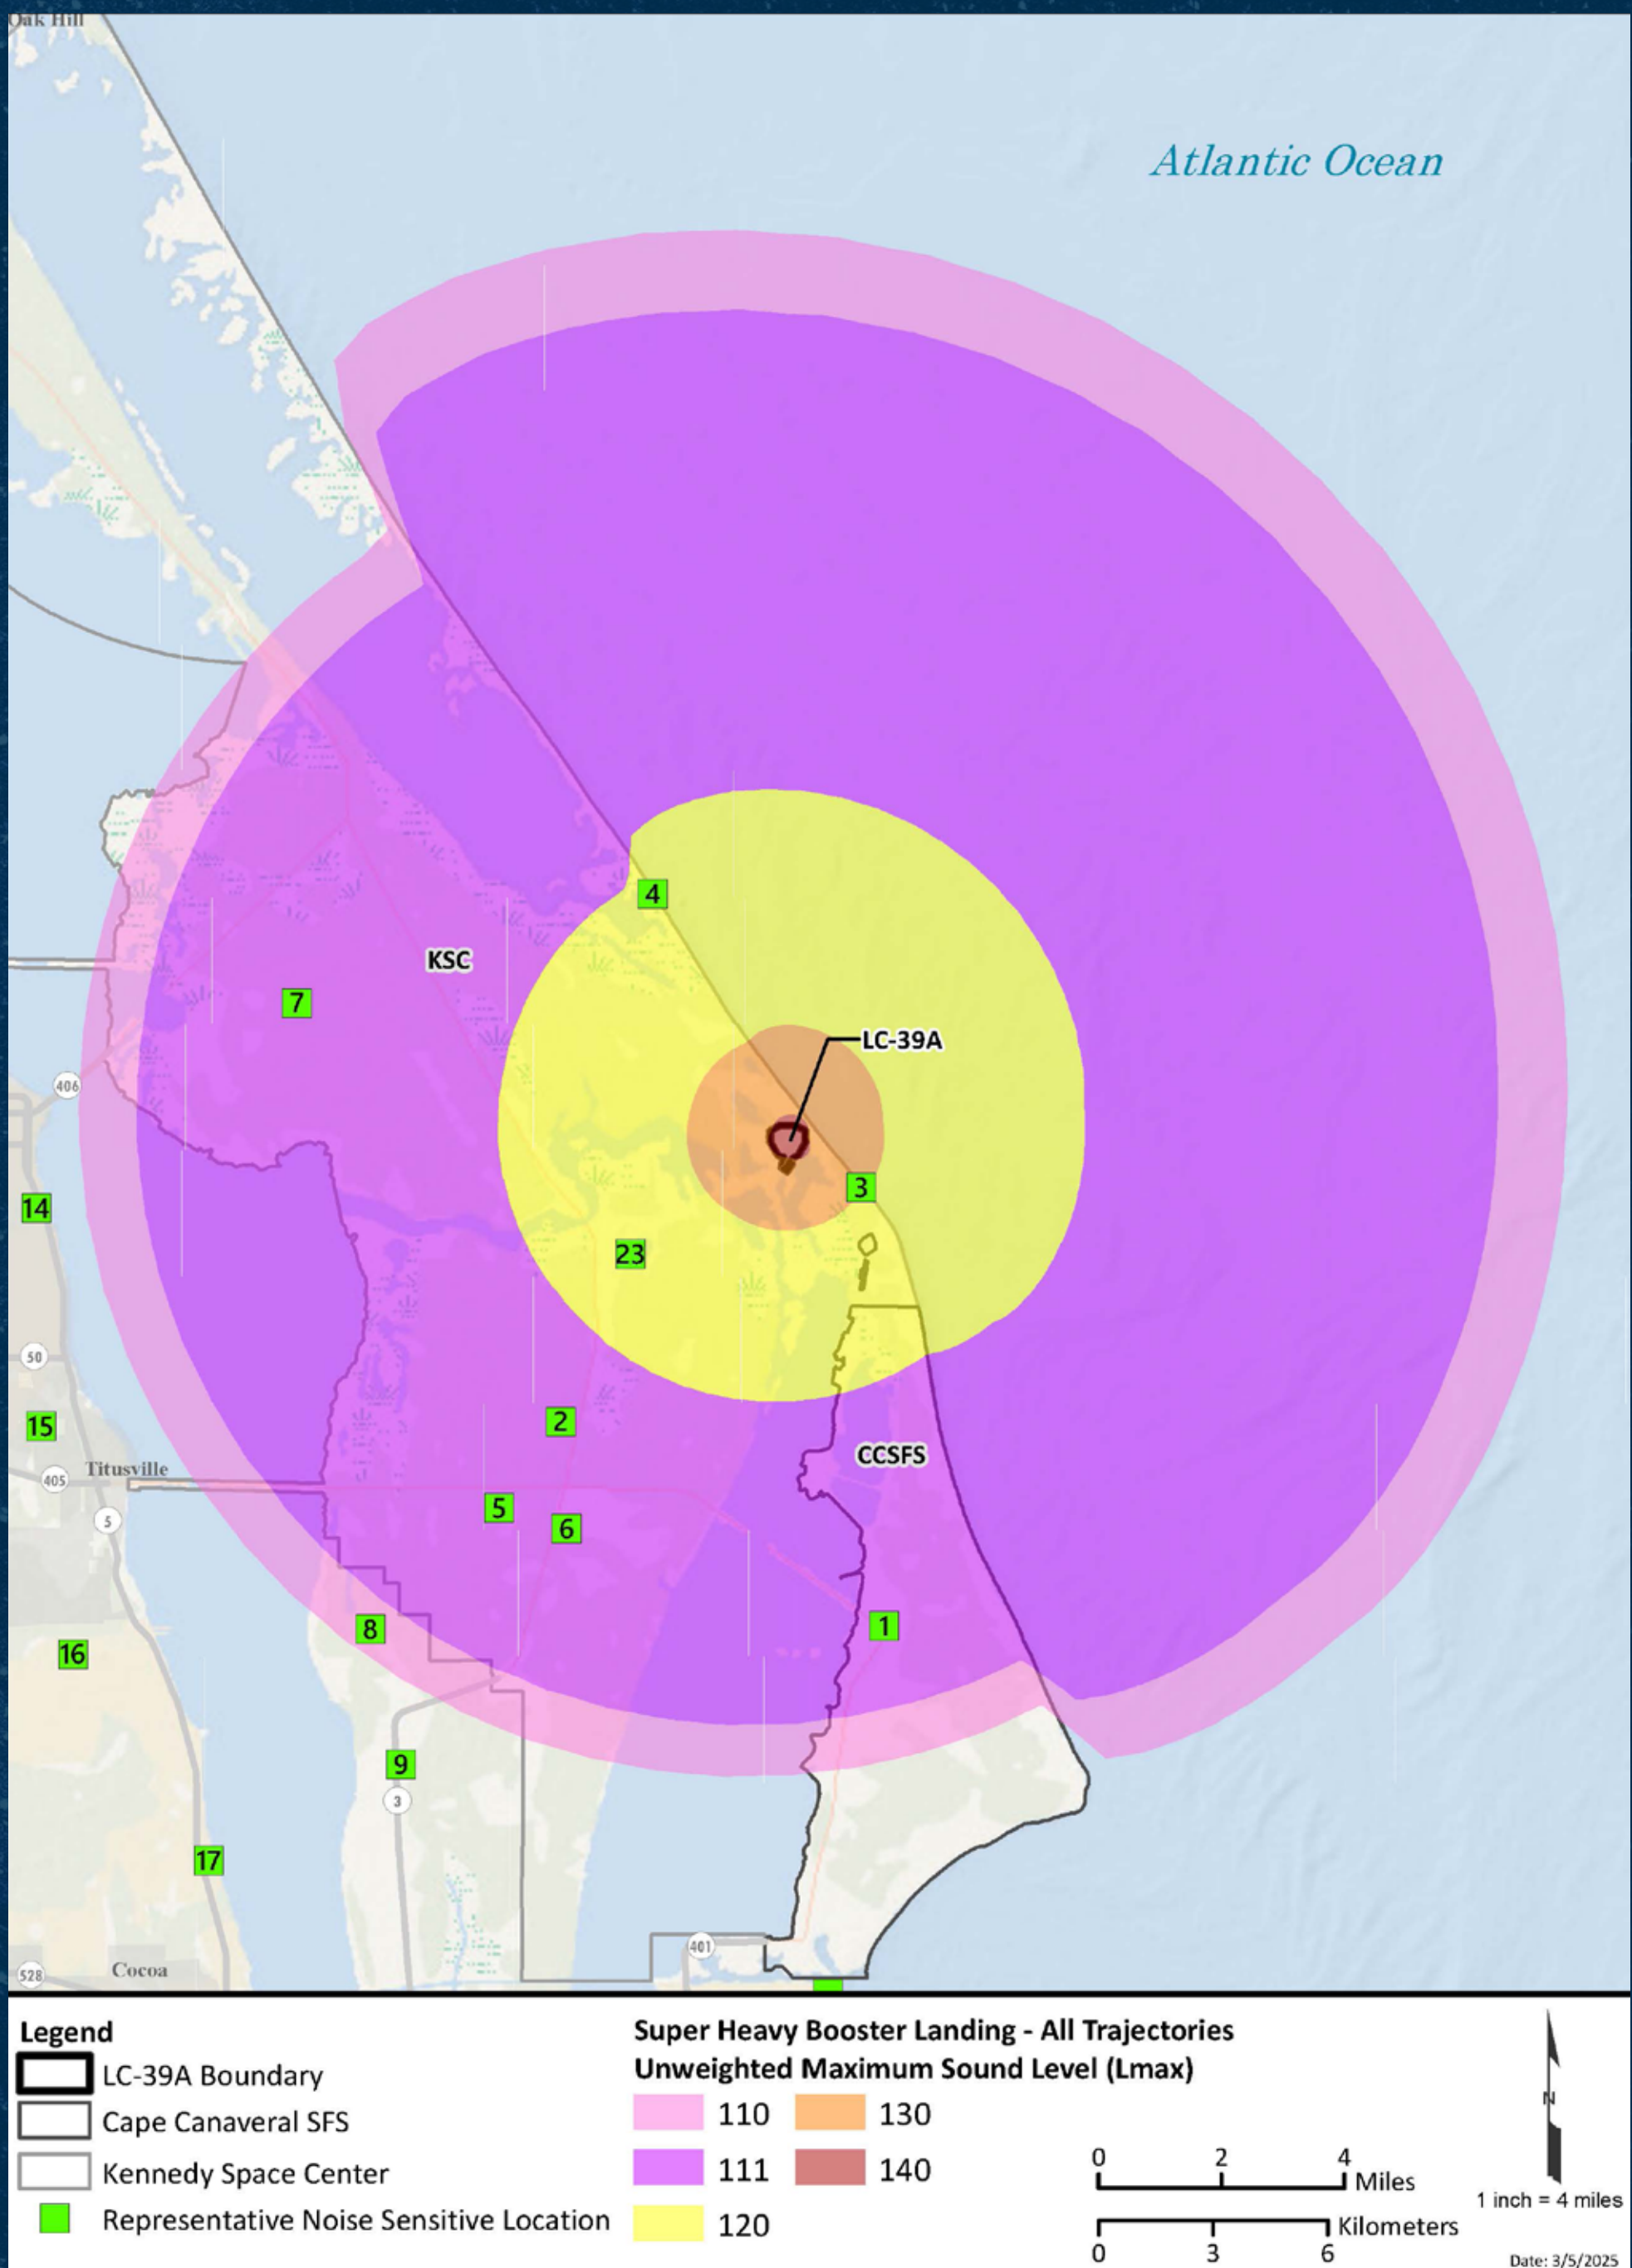 Oak Hill
Atlantic Ocean
4
KSC
7
LC-39A
406
3
14
23
50
2
15
CCSFS
Titusville
405
5
5
6
1
8
16
9
3
17
401
Cocoa
528
Legend
LC-39A Boundary
Cape Canaveral SFS
Kennedy Space Center
Representative Noise Sensitive Location
Super Heavy Booster Landing - All Trajectories
Unweighted Maximum Sound Level (Lmax)
110
130
111
140
120
0 2 4
Miles
Kilometers
0 3 6
N
1 inch = 4 miles
Date: 3/5/2025